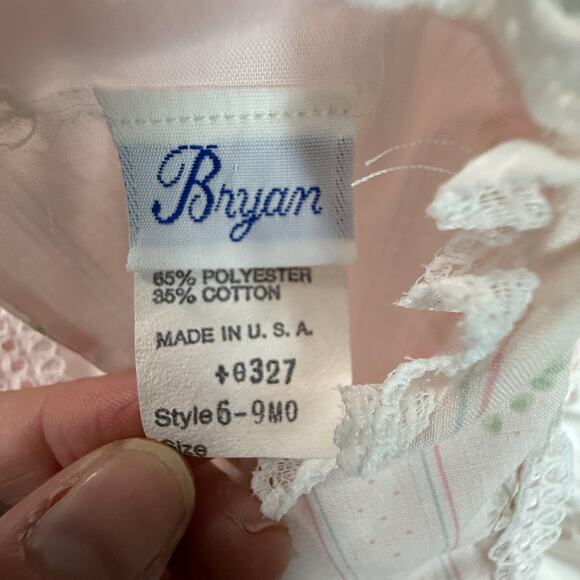 Bryan
65% POLYESTER
35% COTTON
MADE IN U. S. A.
+0327
Style 6-9MO
Size